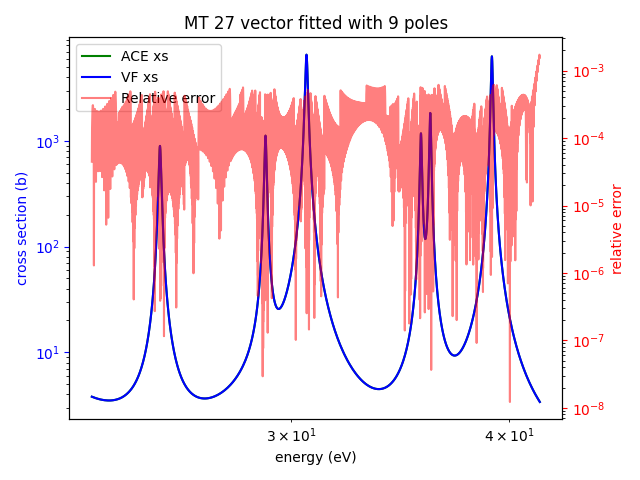 MT 27 vector fitted with 9 poles
ACE xs
VF xs
Relative error
cross section (b)
10³
10²
10¹
10⁻³
10⁻⁴
10⁻⁵
10⁻⁶
10⁻⁷
10⁻⁸
relative error
3 × 10¹
4 × 10¹
energy (eV)